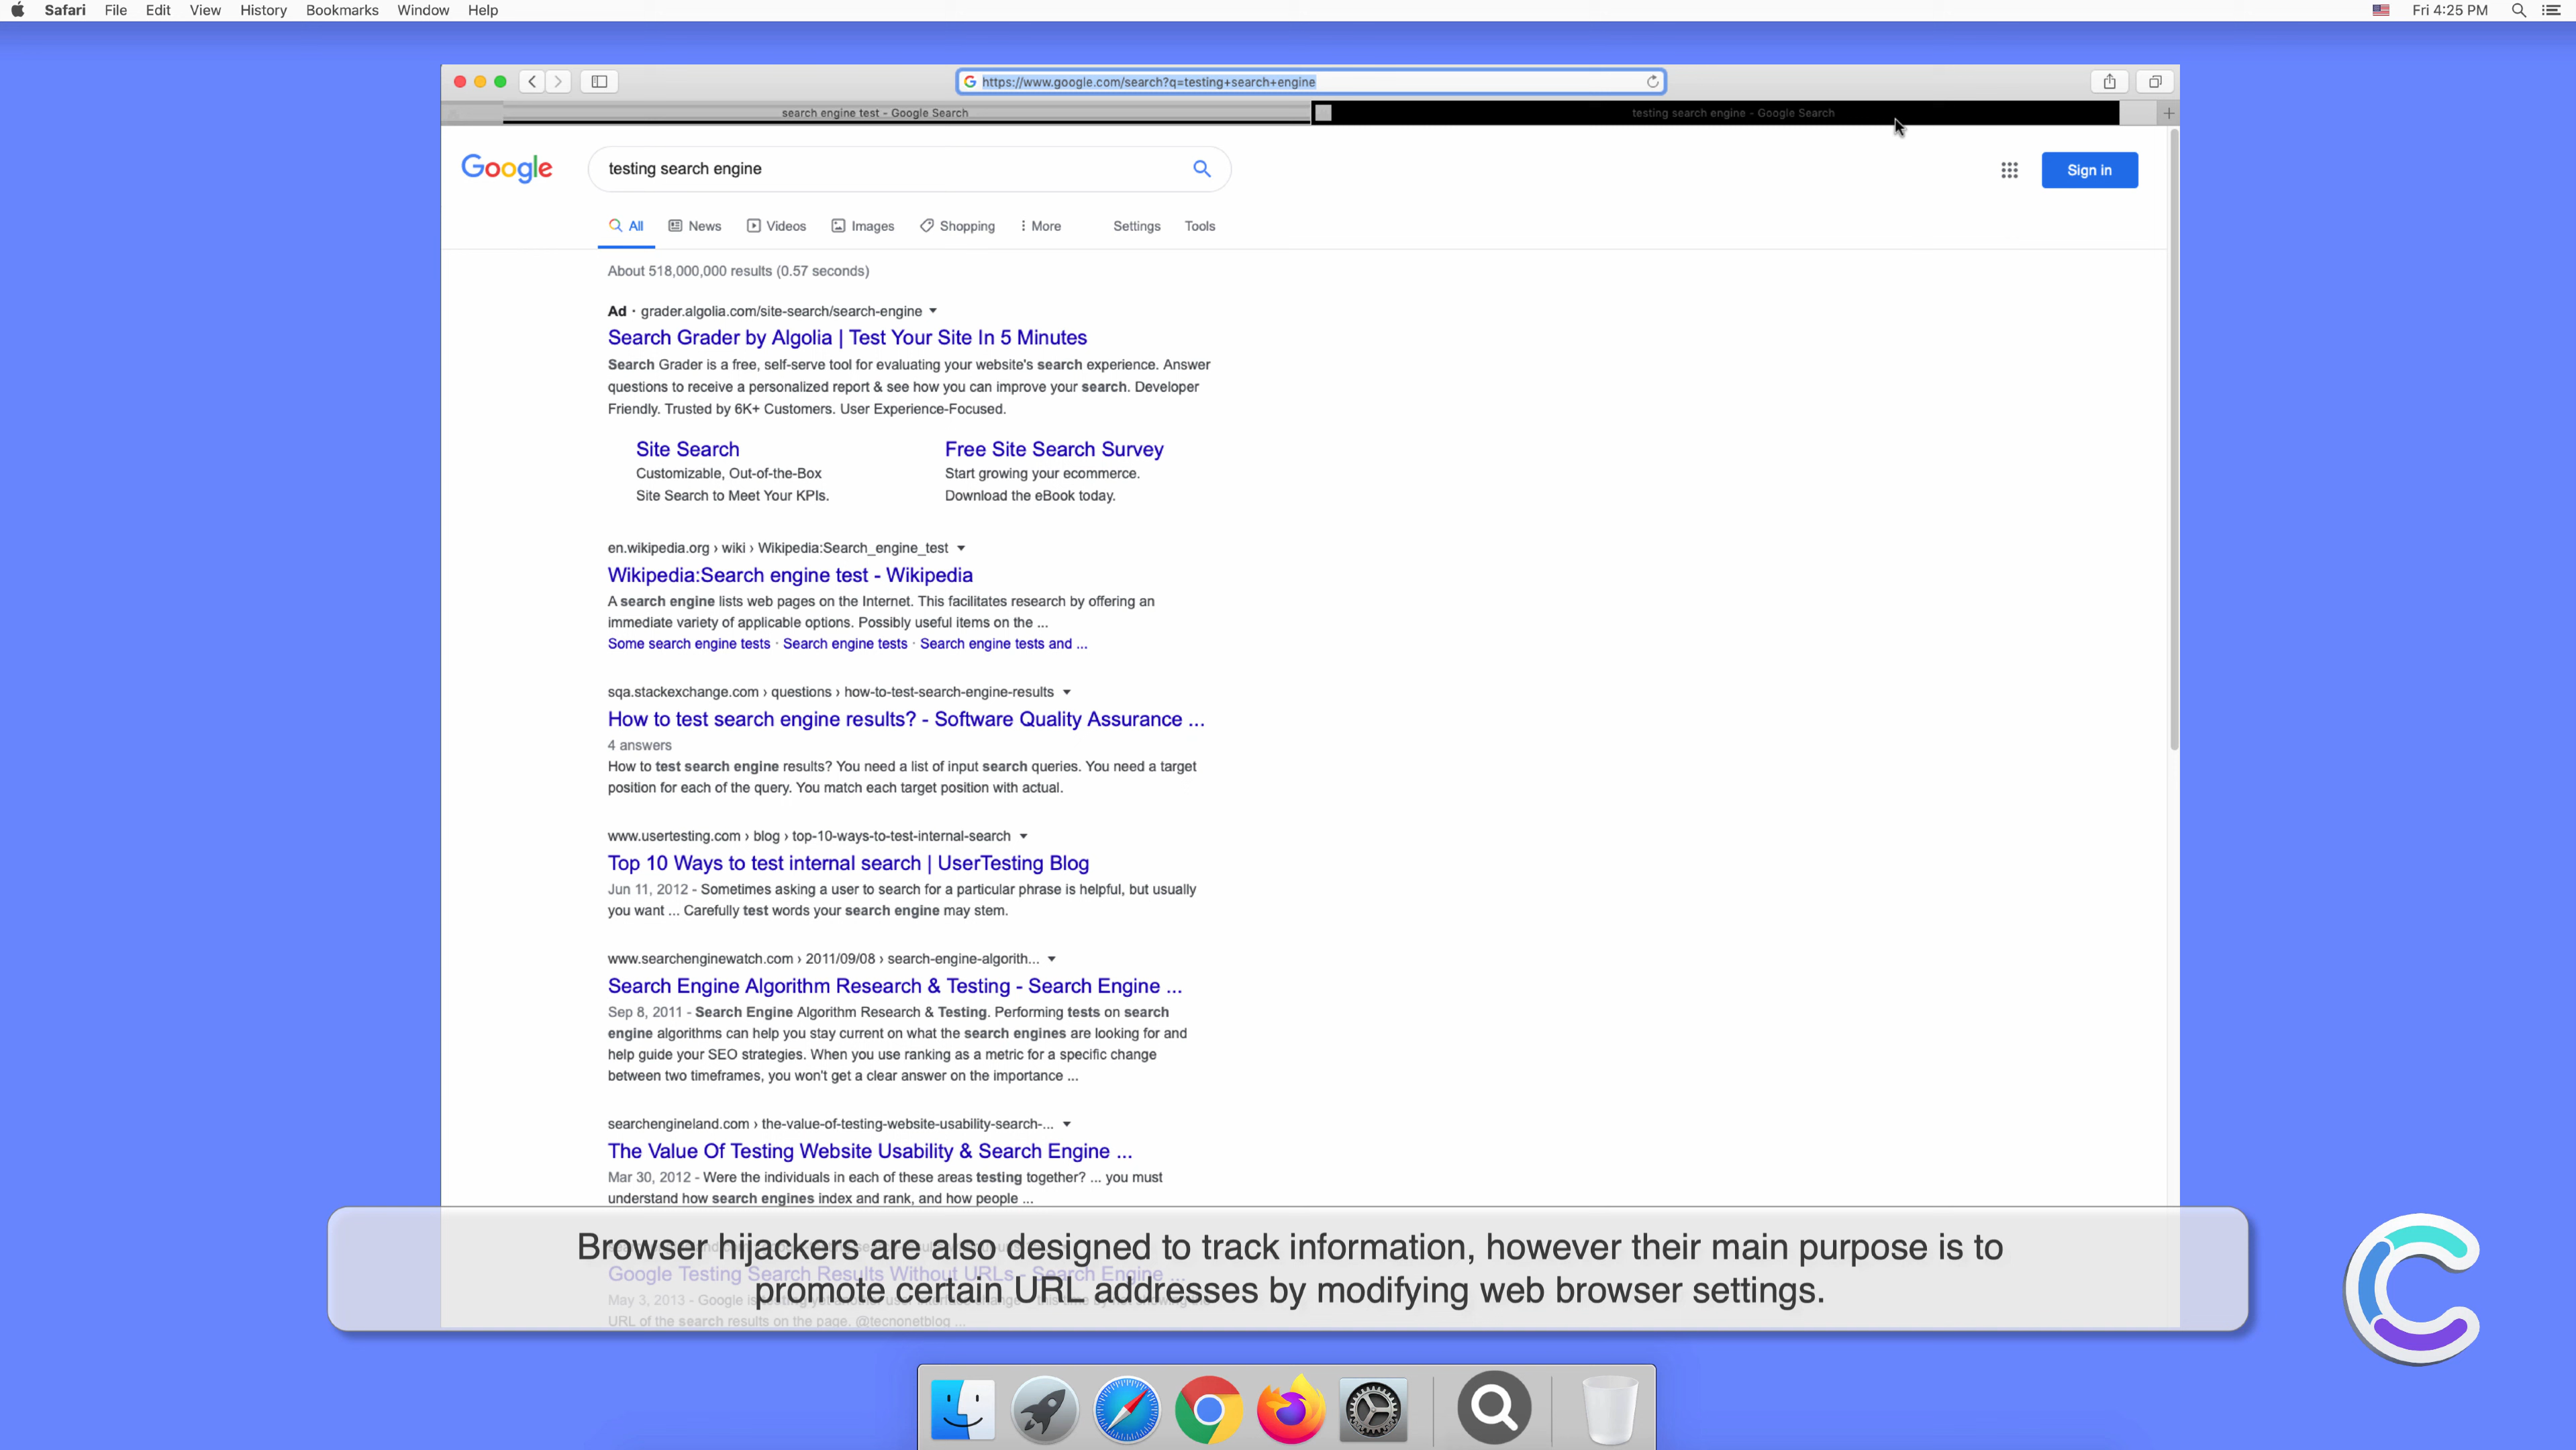 Safari File Edit View History Bookmarks Window Help
Fri 4:25 PM
https://www.google.com/search?q=testing+search+engine
search engine test - Google Search
testing search engine - Google Search
Google
testing search engine
Sign in
All News Videos Images Shopping More Settings Tools
About 518,000,000 results (0.57 seconds)
Ad · grader.algolia.com/site-search/search-engine
Search Grader by Algolia | Test Your Site In 5 Minutes
Search Grader is a free, self-serve tool for evaluating your website's search experience. Answer
questions to receive a personalized report & see how you can improve your search. Developer
Friendly. Trusted by 6K+ Customers. User Experience-Focused.
Site Search
Customizable, Out-of-the-Box
Site Search to Meet Your KPIs.
Free Site Search Survey
Start growing your ecommerce.
Download the eBook today.
en.wikipedia.org › wiki › Wikipedia:Search_engine_test
Wikipedia:Search engine test - Wikipedia
A search engine lists web pages on the Internet. This facilitates research by offering an
immediate variety of applicable options. Possibly useful items on the ...
Some search engine tests · Search engine tests · Search engine tests and ...
sqa.stackexchange.com › questions › how-to-test-search-engine-results
How to test search engine results? - Software Quality Assurance ...
4 answers
How to test search engine results? You need a list of input search queries. You need a target
position for each of the query. You match each target position with actual.
www.usertesting.com › blog › top-10-ways-to-test-internal-search
Top 10 Ways to test internal search | UserTesting Blog
Jun 11, 2012 - Sometimes asking a user to search for a particular phrase is helpful, but usually
you want ... Carefully test words your search engine may stem.
www.searchenginewatch.com › 2011/09/08 › search-engine-algorith...
Search Engine Algorithm Research & Testing - Search Engine ...
Sep 8, 2011 - Search Engine Algorithm Research & Testing. Performing tests on search
engine algorithms can help you stay current on what the search engines are looking for and
help guide your SEO strategies. When you use ranking as a metric for a specific change
between two timeframes, you won't get a clear answer on the importance ...
searchengineland.com › the-value-of-testing-website-usability-search-...
The Value Of Testing Website Usability & Search Engine ...
Mar 30, 2012 - Were the individuals in each of these areas testing together? ... you must
understand how search engines index and rank, and how people ...
Browser hijackers are also designed to track information, however their main purpose is to
promote certain URL addresses by modifying web browser settings.
Google Testing Search Results Without URLs - Search Engine ...
May 3, 2013 - Google is
URL of the search results on the page. @tecnonetblog ...